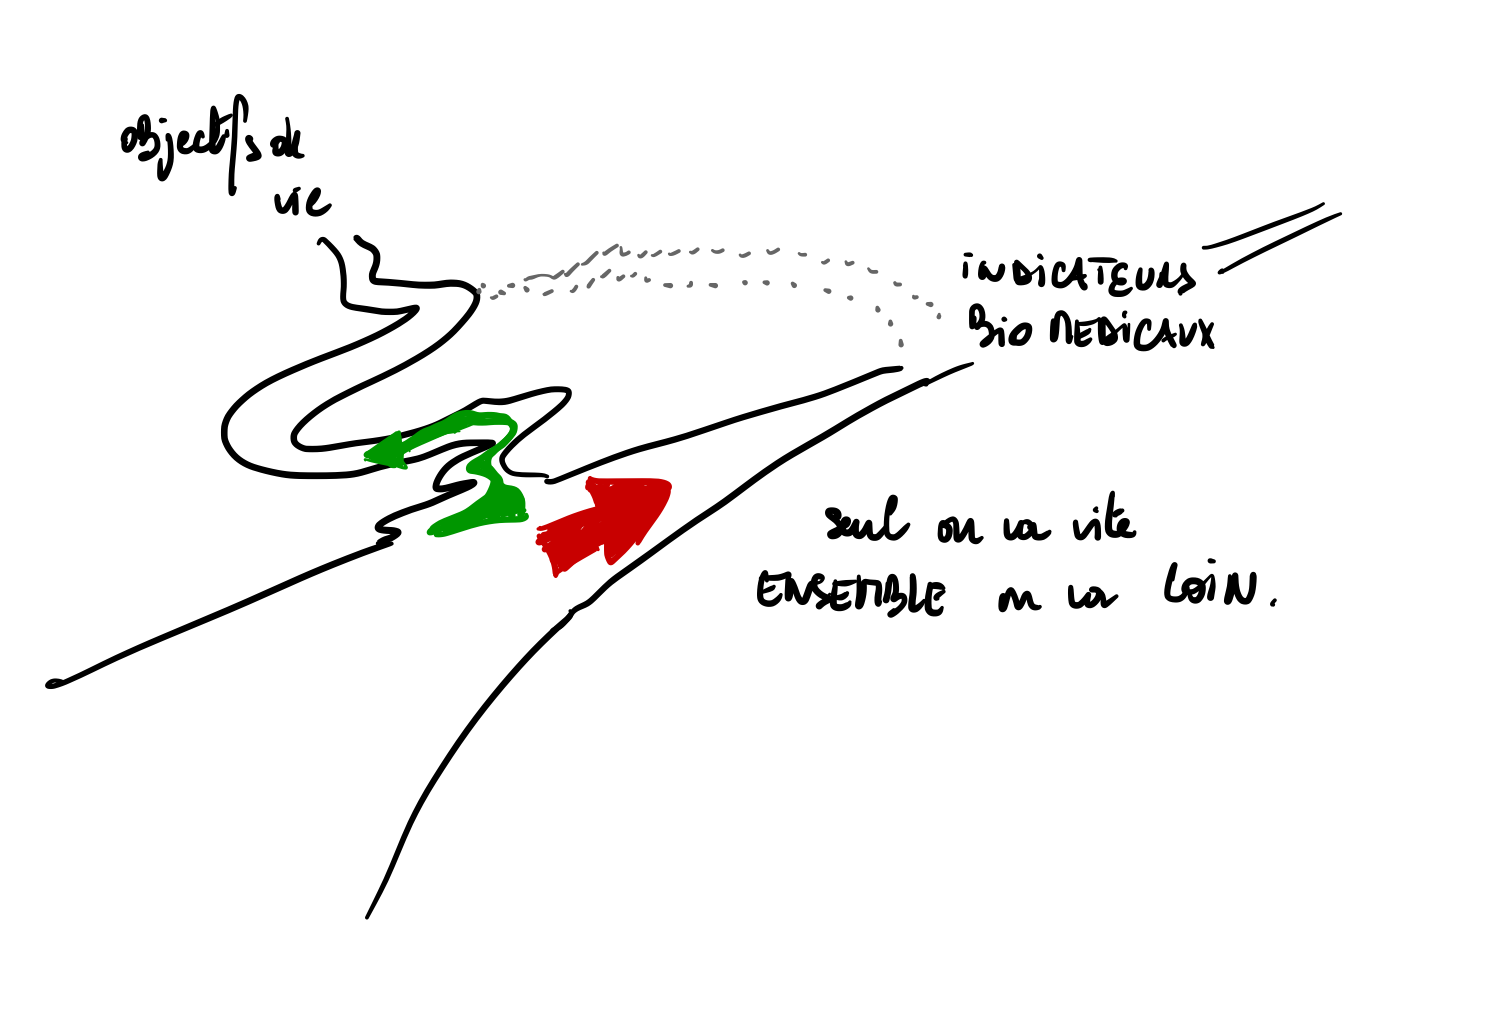 objectifs de
vie
iNDiCATEURS
Bio MEDiCAUX
seul on va vite
ENSEMBLE on va LOiN.